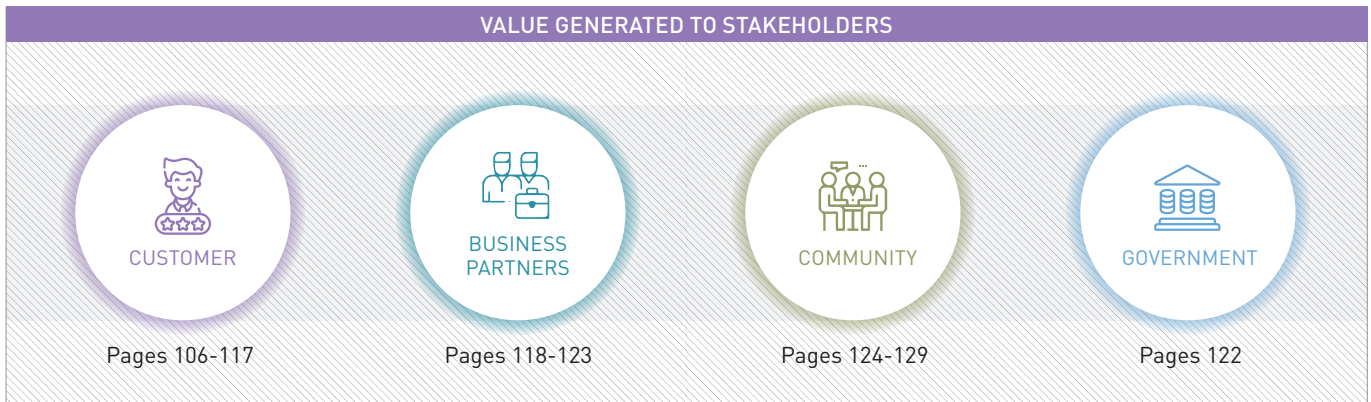 VALUE GENERATED TO STAKEHOLDERS
CUSTOMER
BUSINESS
PARTNERS
COMMUNITY
GOVERNMENT
Pages 106-117
Pages 118-123
Pages 124-129
Pages 122